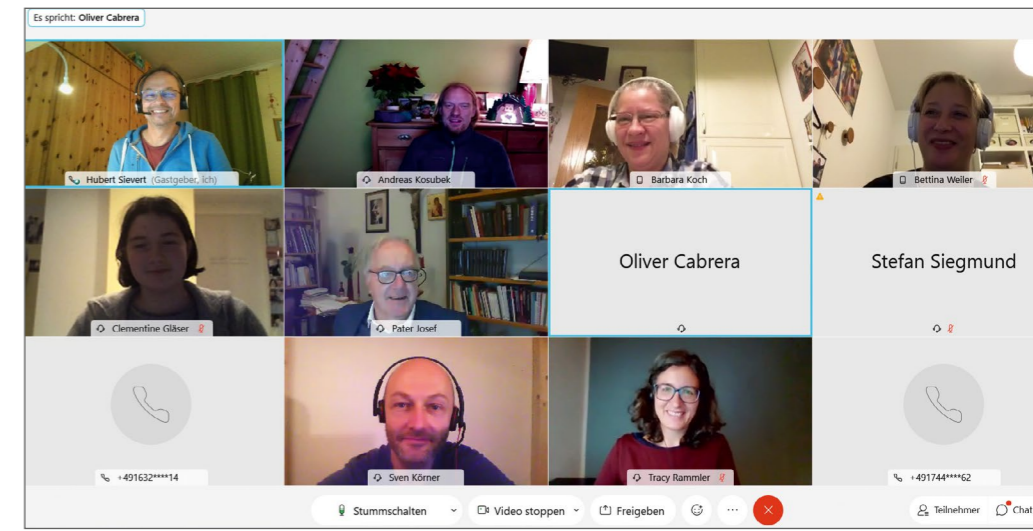 Es spricht: Oliver Cabrera
Hubert Sievert (Gastgeber, ich)
Andreas Kosubek
Barbara Koch
Bettina Weiler
Clementine Gläser
Pater Josef
Oliver Cabrera
Stefan Siegmund
+491632****14
Sven Körner
Tracy Rammler
+491744****62
Stummschalten
Video stoppen
Freigeben
Teilnehmer
Chat